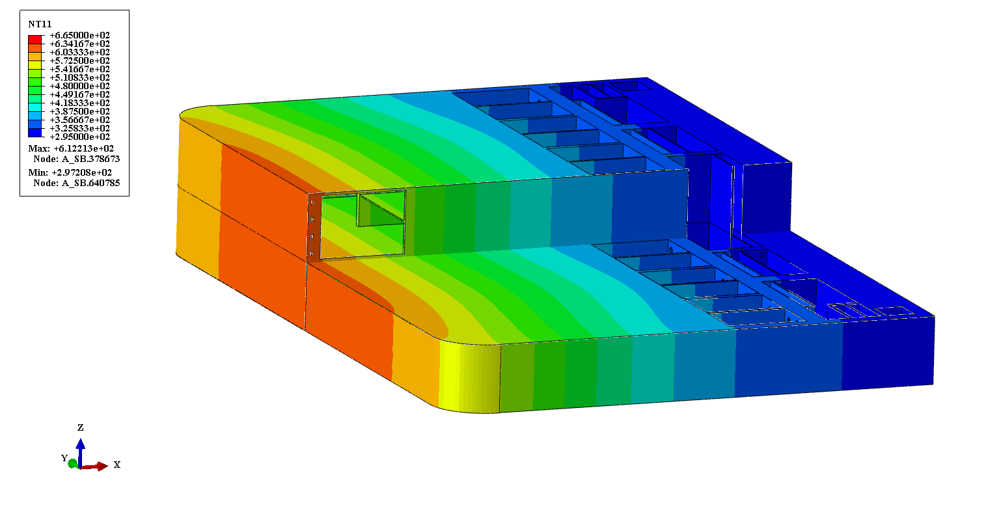 NT11
+6.65000e+02
+6.34167e+02
+6.03333e+02
+5.72500e+02
+5.41667e+02
+5.10833e+02
+4.80000e+02
+4.49167e+02
+4.18333e+02
+3.87500e+02
+3.56667e+02
+3.25833e+02
+2.95000e+02
Max: +6.12213e+02
Node: A_SB.378673
Min: +2.97208e+02
Node: A_SB.640785
Z
Y
X